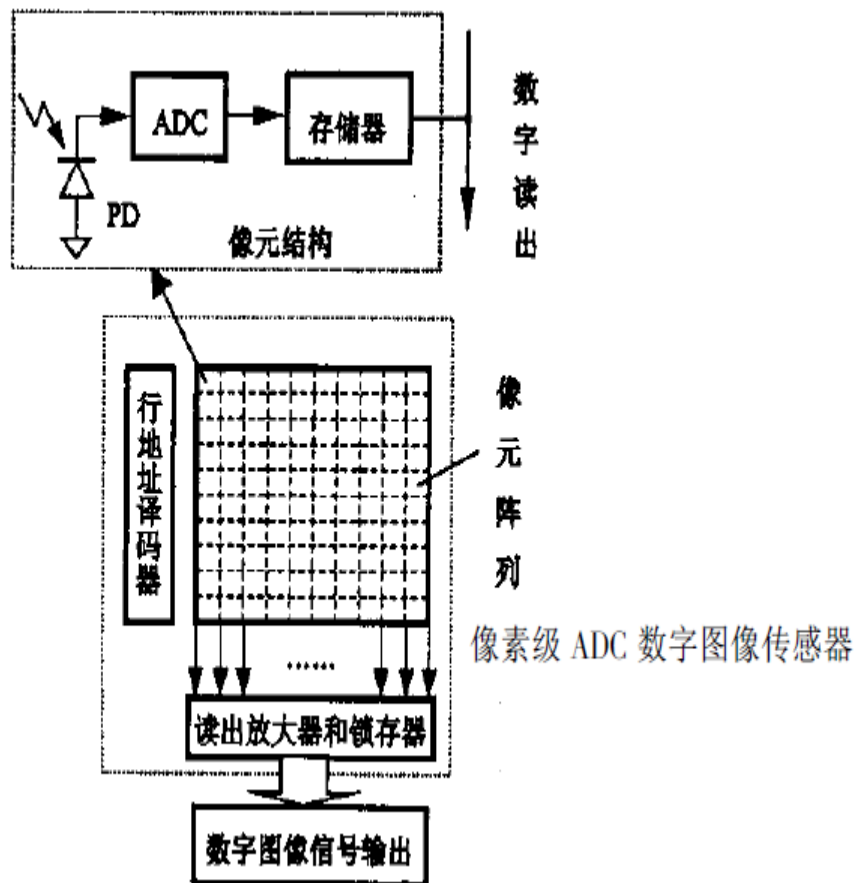 ADC
存储器
PD
像元结构
数字读出
行地址译码器
像元阵列
......
像素级 ADC 数字图像传感器
读出放大器和锁存器
数字图像信号输出